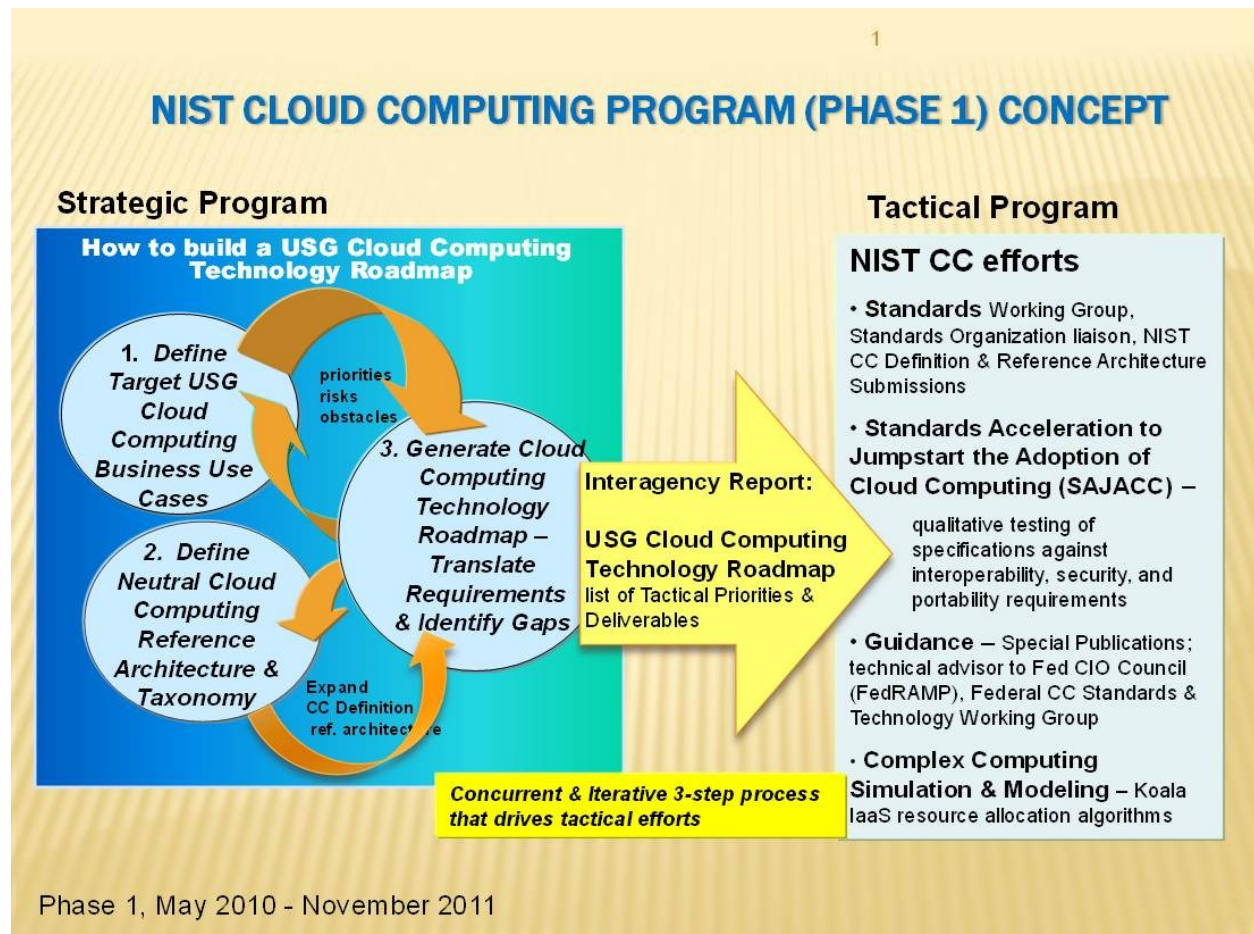 1
NIST CLOUD COMPUTING PROGRAM (PHASE 1) CONCEPT
Strategic Program
How to build a USG Cloud Computing
Technology Roadmap
1. Define
Target USG
Cloud
Computing
Business Use
Cases
priorities
risks
obstacles
2. Define
Neutral Cloud
Computing
Reference
Architecture &
Taxonomy
3. Generate Cloud
Computing
Technology
Roadmap –
Translate
Requirements
& Identify Gaps
Expand
CC Definition
ref. architecture
Interagency Report:
USG Cloud Computing
Technology Roadmap
list of Tactical Priorities &
Deliverables
Concurrent & Iterative 3-step process
that drives tactical efforts
Tactical Program
NIST CC efforts
• Standards Working Group,
Standards Organization liaison, NIST
CC Definition & Reference Architecture
Submissions
• Standards Acceleration to
Jumpstart the Adoption of
Cloud Computing (SAJACC) –
qualitative testing of
specifications against
interoperability, security, and
portability requirements
• Guidance – Special Publications;
technical advisor to Fed CIO Council
(FedRAMP), Federal CC Standards &
Technology Working Group
• Complex Computing
Simulation & Modeling – Koala
IaaS resource allocation algorithms
Phase 1, May 2010 - November 2011